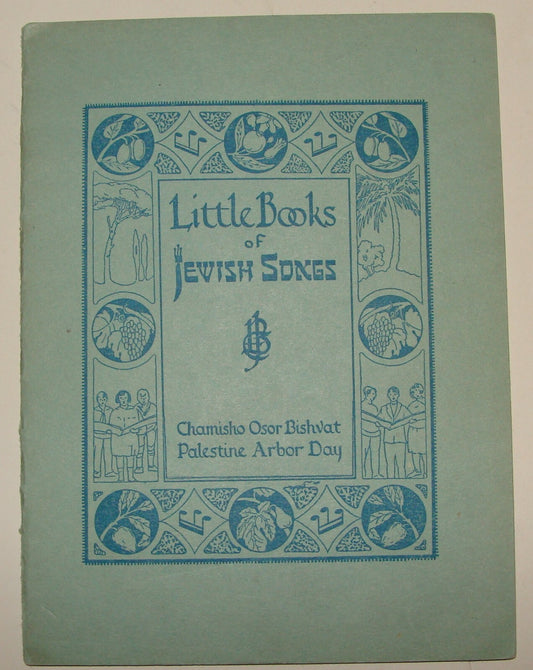 Little Books
of
Jewish Songs
Chamisho Osor Bishvat
Palestine Arbor Day